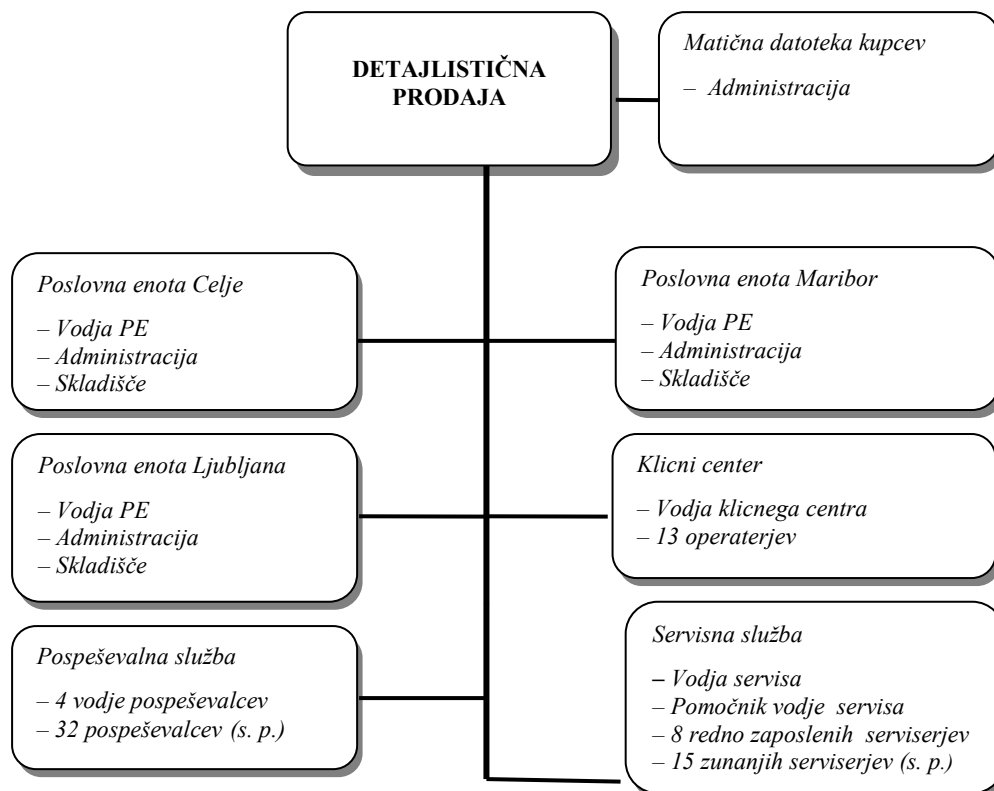 DETAJLISTIČNA
PRODAJA
Matična datoteka kupcev
– Administracija
Poslovna enota Celje
– Vodja PE
– Administracija
– Skladišče
Poslovna enota Maribor
– Vodja PE
– Administracija
– Skladišče
Poslovna enota Ljubljana
– Vodja PE
– Administracija
– Skladišče
Klicni center
– Vodja klicnega centra
– 13 operaterjev
Pospeševalna služba
– 4 vodje pospeševalcev
– 32 pospeševalcev (s. p.)
Servisna služba
– Vodja servisa
– Pomočnik vodje servisa
– 8 redno zaposlenih serviserjev
– 15 zunanjih serviserjev (s. p.)